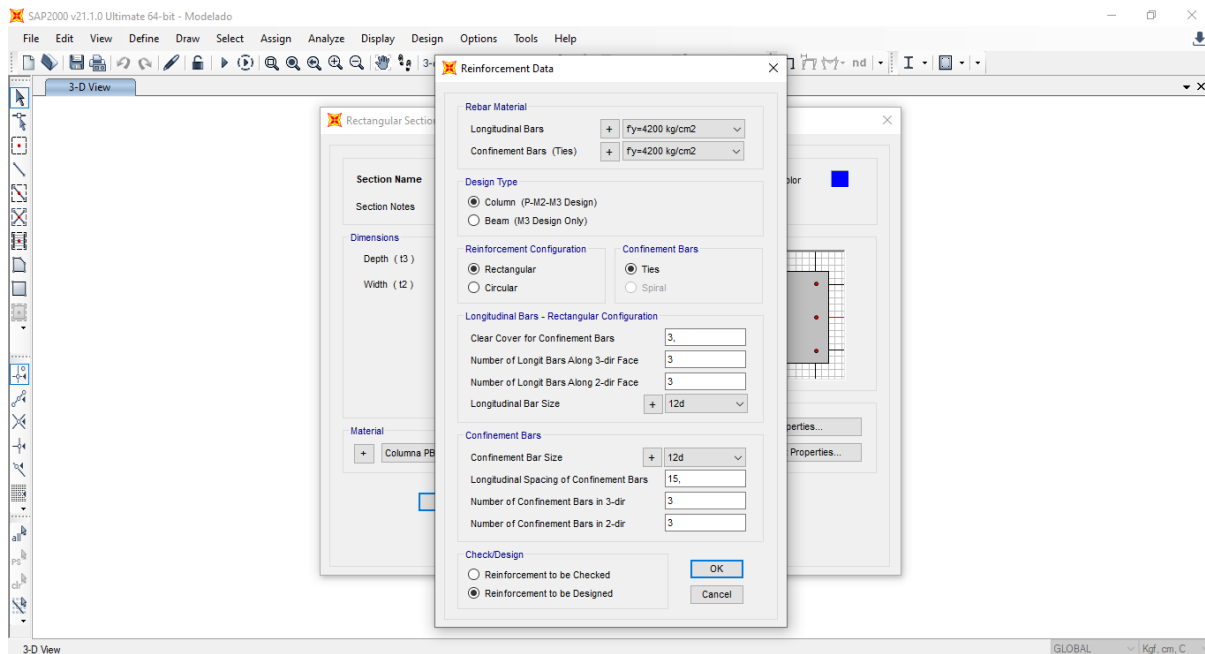 SAP2000 v21.1.0 Ultimate 64-bit - Modelado
File Edit View Define Draw Select Assign Analyze Display Design Options Tools Help
3-
nd
3-D View
Rectangular Sectio
Section Name
Section Notes
Dimensions
Depth ( t3 )
Width ( t2 )
Material
+ Columna PB
olor
perties...
Properties...
Reinforcement Data
Rebar Material
Longitudinal Bars + f'y=4200 kg/cm2
Confinement Bars (Ties) + f'y=4200 kg/cm2
Design Type
Column (P-M2-M3 Design)
Beam (M3 Design Only)
Reinforcement Configuration
Rectangular
Circular
Confinement Bars
Ties
Spiral
Longitudinal Bars - Rectangular Configuration
Clear Cover for Confinement Bars 3,
Number of Longit Bars Along 3-dir Face 3
Number of Longit Bars Along 2-dir Face 3
Longitudinal Bar Size + 12d
Confinement Bars
Confinement Bar Size + 12d
Longitudinal Spacing of Confinement Bars 15,
Number of Confinement Bars in 3-dir 3
Number of Confinement Bars in 2-dir 3
Check/Design
Reinforcement to be Checked
Reinforcement to be Designed
OK
Cancel
all
ps
clr
3-D View
GLOBAL
Kgf, cm, C